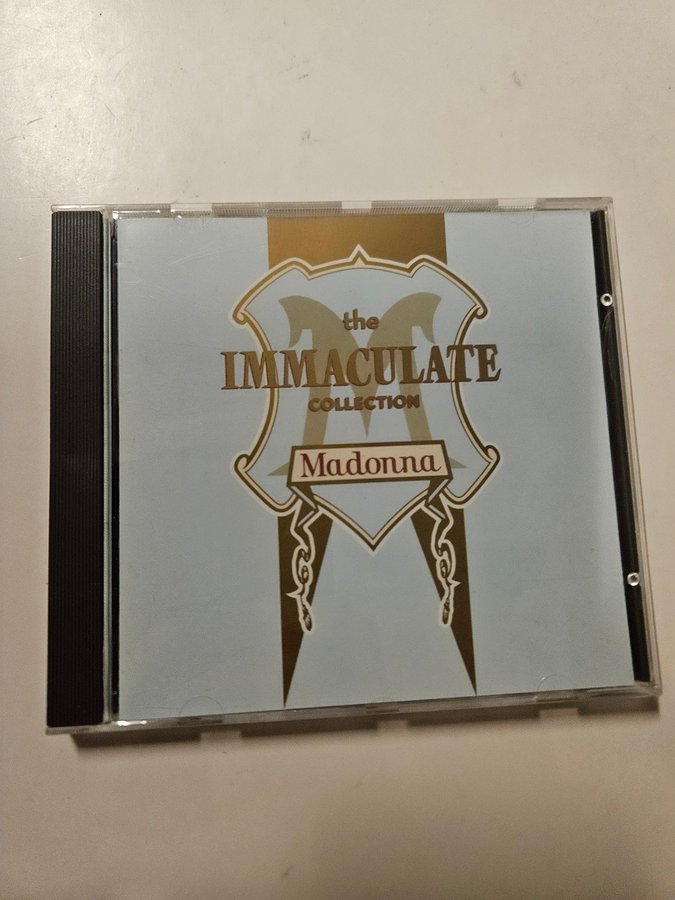 the
IMMACULATE
COLLECTION
Madonna